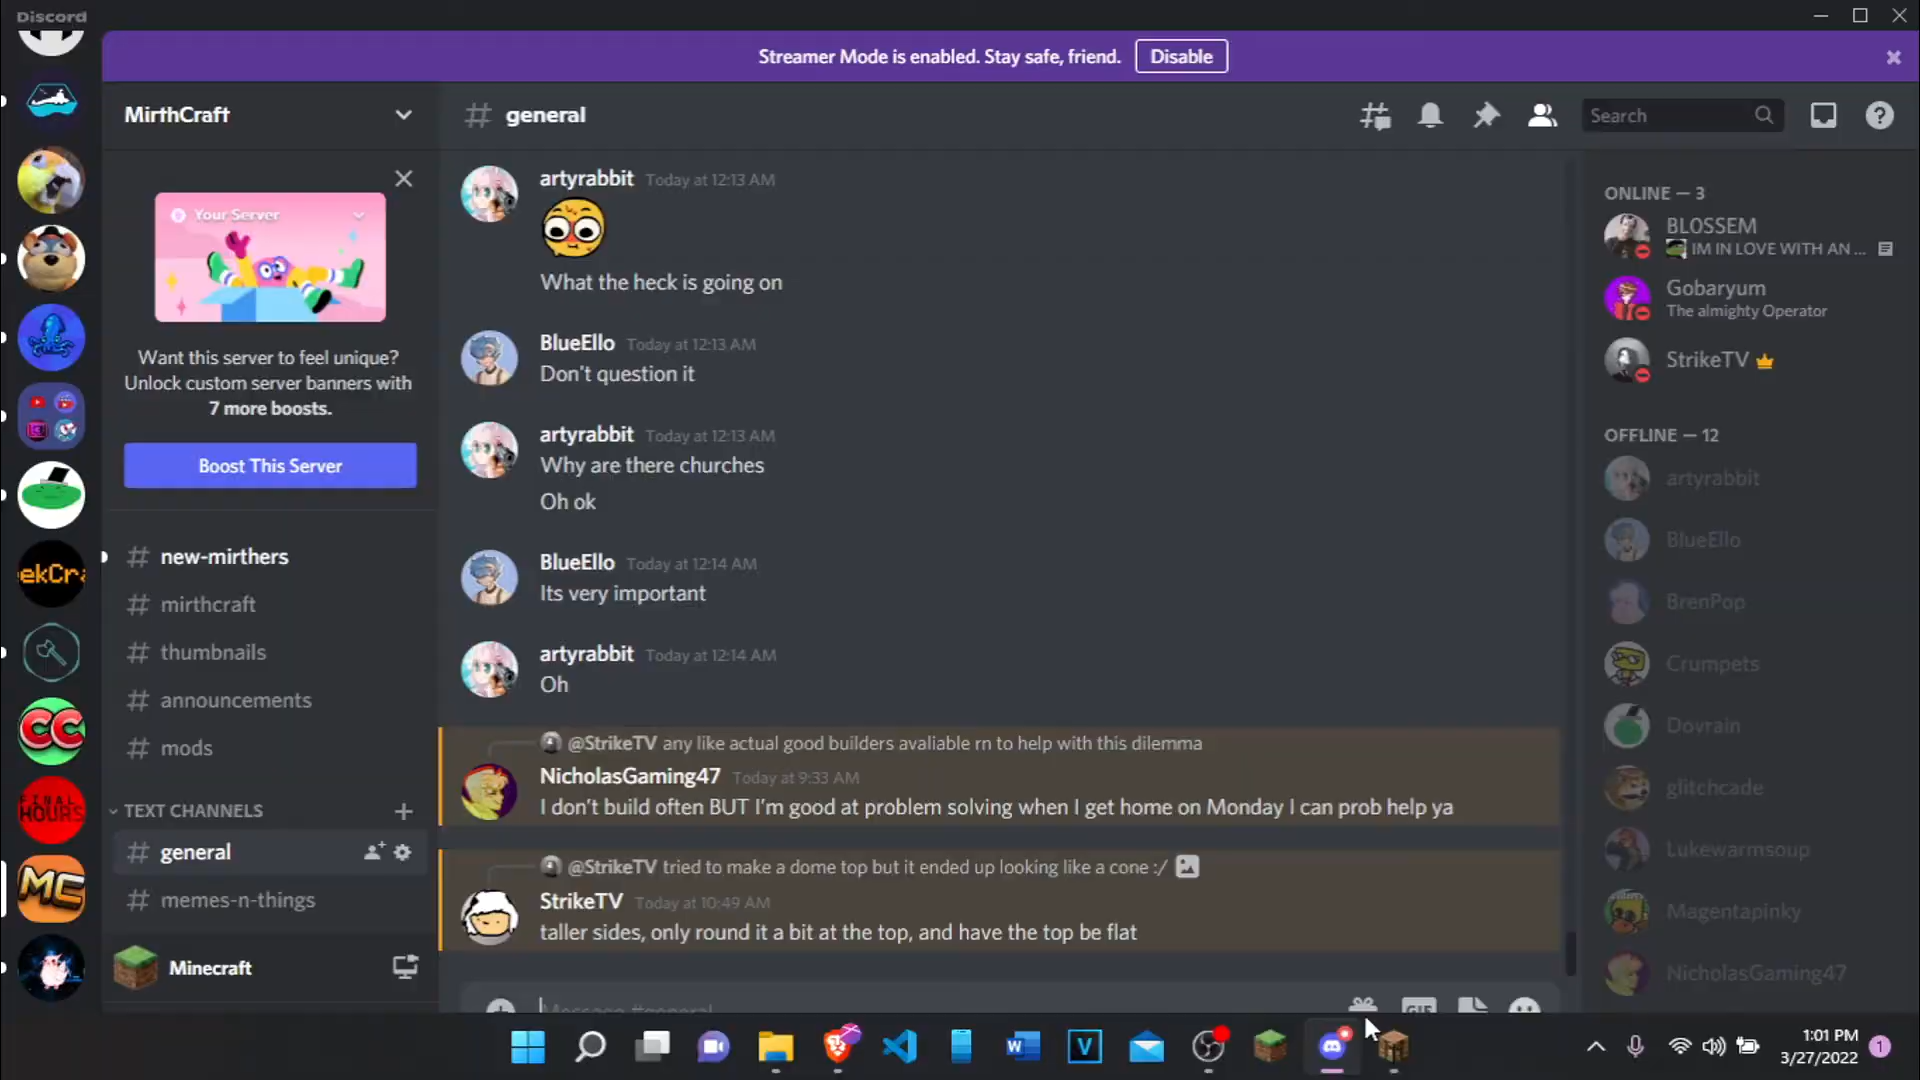 Discord
Streamer Mode is enabled. Stay safe, friend.
Disable
MirthCraft
general
Search
Your Server
Want this server to feel unique?
Unlock custom server banners with
7 more boosts.
Boost This Server
# new-mirthers
# mirthcraft
# thumbnails
# announcements
# mods
TEXT CHANNELS
# general
# memes-n-things
Minecraft
ekCra
CC
FINAL
HOURS
MC
artyrabbit Today at 12:13 AM
What the heck is going on
BlueEllo Today at 12:13 AM
Don't question it
artyrabbit Today at 12:13 AM
Why are there churches
Oh ok
BlueEllo Today at 12:14 AM
Its very important
artyrabbit Today at 12:14 AM
Oh
@StrikeTV any like actual good builders avaliable rn to help with this dilemma
NicholasGaming47 Today at 9:33 AM
I don't build often BUT I'm good at problem solving when I get home on Monday I can prob help ya
@StrikeTV tried to make a dome top but it ended up looking like a cone :/
StrikeTV Today at 10:49 AM
taller sides, only round it a bit at the top, and have the top be flat
Message #general
GIF
ONLINE — 3
BLOSSEM
IM IN LOVE WITH AN ...
Gobaryum
The almighty Operator
StrikeTV
OFFLINE — 12
artyrabbit
BlueEllo
BrenPop
Crumpets
Dovrain
glitchcade
Lukewarmsoup
Magentapinky
NicholasGaming47
W
V
1:01 PM
3/27/2022
1